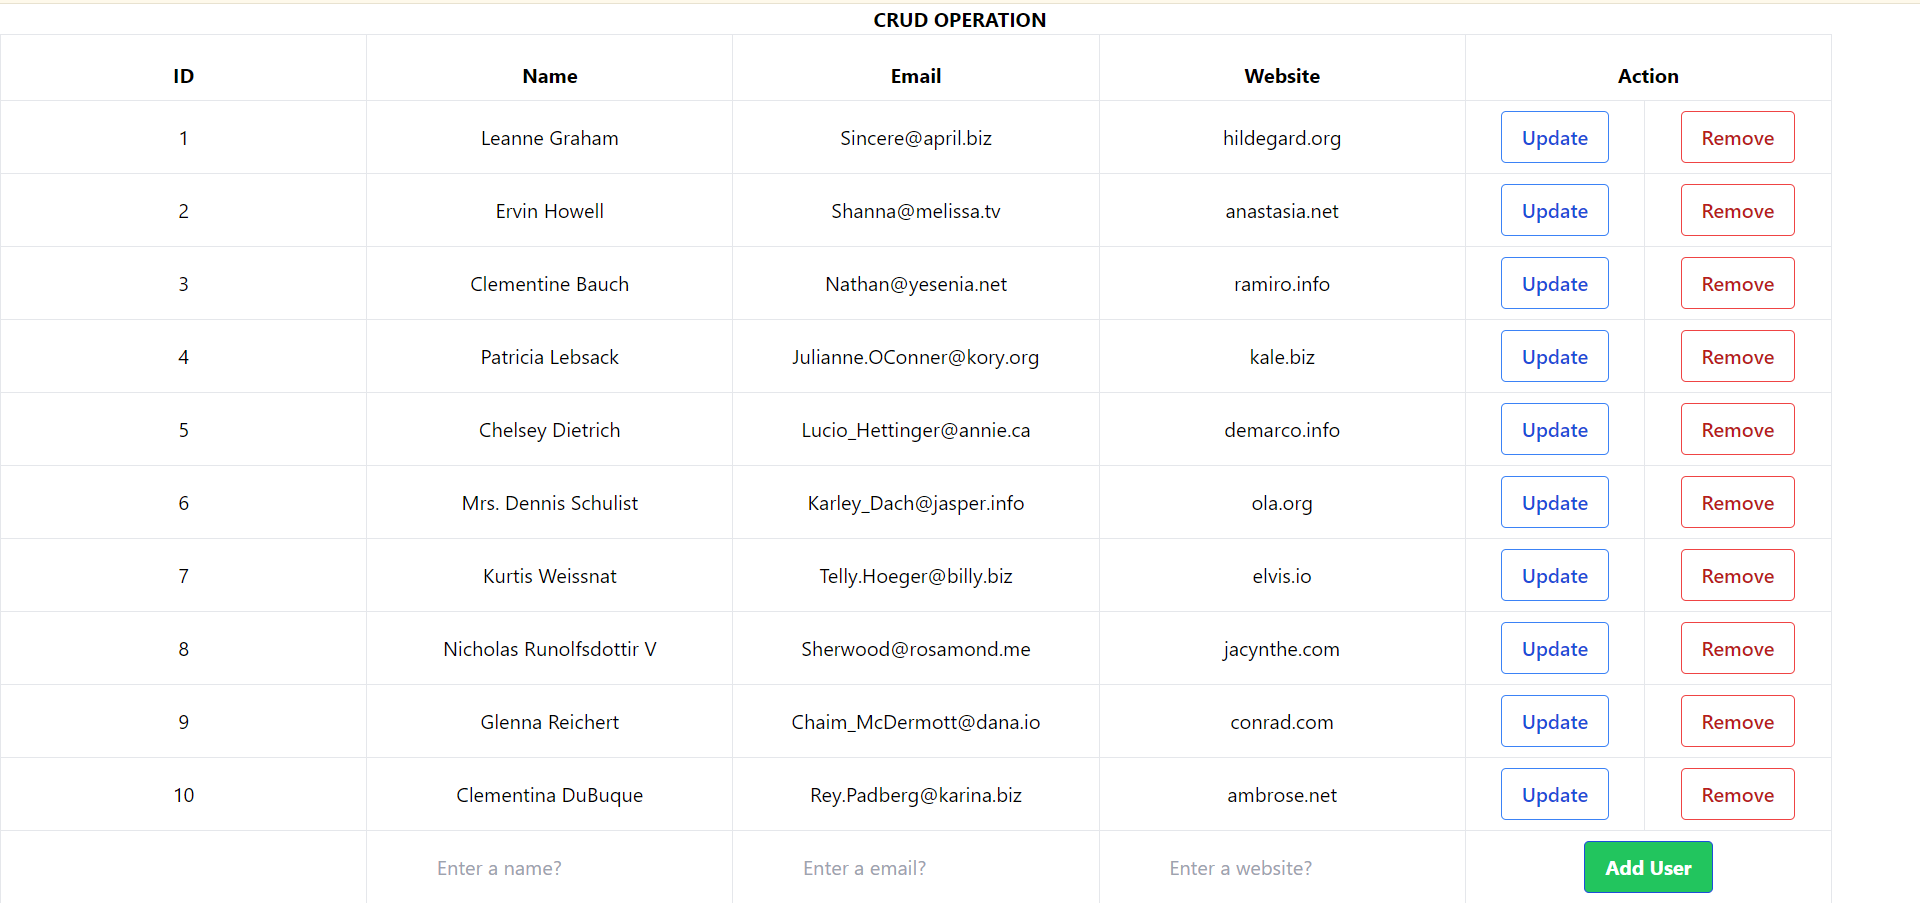 CRUD OPERATION
ID Name Email Website Action
1 Leanne Graham Sincere@april.biz hildegard.org Update Remove
2 Ervin Howell Shanna@melissa.tv anastasia.net Update Remove
3 Clementine Bauch Nathan@yesenia.net ramiro.info Update Remove
4 Patricia Lebsack Julianne.OConner@kory.org kale.biz Update Remove
5 Chelsey Dietrich Lucio_Hettinger@annie.ca demarco.info Update Remove
6 Mrs. Dennis Schulist Karley_Dach@jasper.info ola.org Update Remove
7 Kurtis Weissnat Telly.Hoeger@billy.biz elvis.io Update Remove
8 Nicholas Runolfsdottir V Sherwood@rosamond.me jacynthe.com Update Remove
9 Glenna Reichert Chaim_McDermott@dana.io conrad.com Update Remove
10 Clementina DuBuque Rey.Padberg@karina.biz ambrose.net Update Remove
Enter a name? Enter a email? Enter a website? Add User